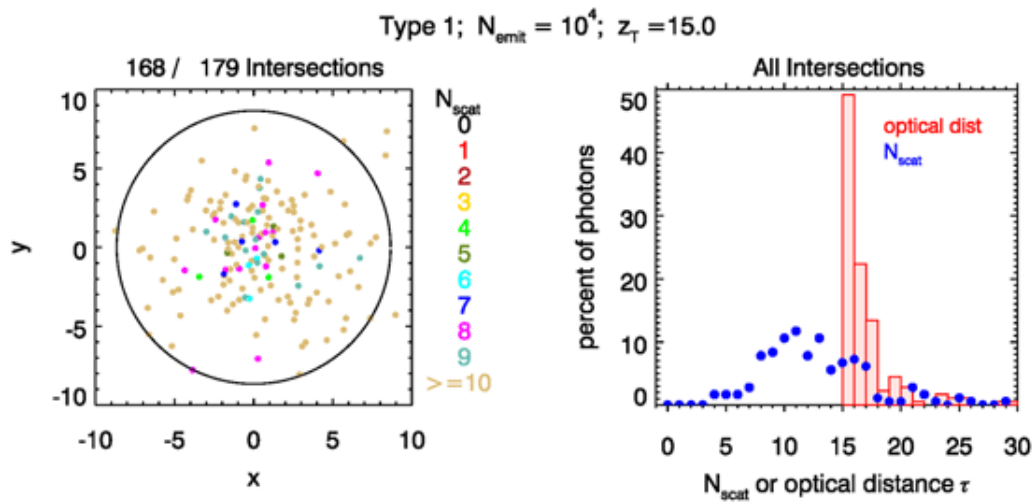 Type 1; N_emit = 10^4; z_T =15.0
168 / 179 Intersections
10
5
0
-5
-10
y
-10 -5 0 5 10
x
N_scat
0
1
2
3
4
5
6
7
8
9
>=10
All Intersections
50
40
30
20
10
0
percent of photons
optical dist
N_scat
0 5 10 15 20 25 30
N_scat or optical distance τ